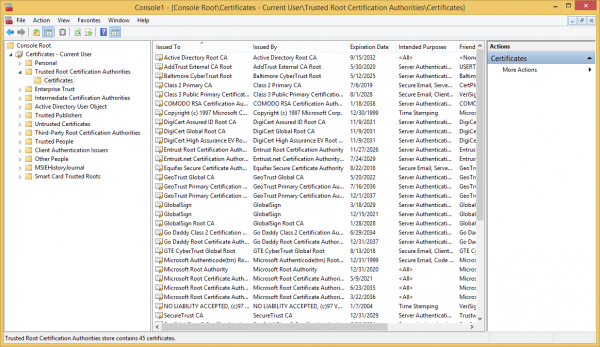 Console1 - [Console Root\Certificates - Current User\Trusted Root Certification Authorities\Certificates]
File Action View Favorites Window Help
Console Root
Certificates - Current User
Personal
Trusted Root Certification Authorities
Certificates
Enterprise Trust
Intermediate Certification Authorities
Active Directory User Object
Trusted Publishers
Untrusted Certificates
Third-Party Root Certification Authorities
Trusted People
Client Authentication Issuers
Other People
MSIEHistoryJournal
Smart Card Trusted Roots
Issued To Issued By Expiration Date Intended Purposes Friend
Active Directory Root CA Active Directory Root CA 9/15/2032 <All> <None
AddTrust External CA Root AddTrust External CA Root 5/30/2020 Server Authenticati... USERT
Baltimore CyberTrust Root Baltimore CyberTrust Root 5/12/2025 Server Authenticati... Baltim
Class 2 Primary CA Class 2 Primary CA 7/6/2019 Secure Email, Serve... CertPl
Class 3 Public Primary Certificat... Class 3 Public Primary Certificatio... 8/1/2028 Secure Email, Client... VeriSig
COMODO RSA Certification Au... COMODO RSA Certification Auth... 1/18/2038 Server Authenticati... COMO
Copyright (c) 1997 Microsoft C... Copyright (c) 1997 Microsoft Corp. 12/30/1999 Time Stamping Micros
DigiCert Assured ID Root CA DigiCert Assured ID Root CA 11/9/2031 Server Authenticati... DigiCe
DigiCert Global Root CA DigiCert Global Root CA 11/9/2031 Server Authenticati... DigiCe
DigiCert High Assurance EV Ro... DigiCert High Assurance EV Root ... 11/9/2031 Server Authenticati... DigiCe
Entrust Root Certification Auth... Entrust Root Certification Authority 11/27/2026 Server Authenticati... Entrus
Entrust.net Certification Author... Entrust.net Certification Authority... 7/24/2029 Server Authenticati... Entrus
Equifax Secure Certificate Auth... Equifax Secure Certificate Authority 8/22/2018 Secure Email, Serve... GeoTr
GeoTrust Global CA GeoTrust Global CA 5/20/2022 Server Authenticati... GeoTr
GeoTrust Primary Certification ... GeoTrust Primary Certification Au... 7/16/2036 Server Authenticati... GeoTr
GeoTrust Primary Certification ... GeoTrust Primary Certification Au... 12/1/2037 Server Authenticati... GeoTr
GlobalSign GlobalSign 3/18/2029 Server Authenticati... Global
GlobalSign GlobalSign 12/15/2021 Server Authenticati... Global
GlobalSign Root CA GlobalSign Root CA 1/28/2028 Server Authenticati... Global
Go Daddy Class 2 Certification ... Go Daddy Class 2 Certification Au... 6/29/2034 Server Authenticati... Go Da
Go Daddy Root Certificate Auth... Go Daddy Root Certificate Authori... 12/31/2037 Server Authenticati... Go Da
GTE CyberTrust Global Root GTE CyberTrust Global Root 8/13/2018 Secure Email, Client... GTE C
Microsoft Authenticode(tm) Ro... Microsoft Authenticode(tm) Root... 12/31/1999 Secure Email, Code ... Micros
Microsoft Root Authority Microsoft Root Authority 12/31/2020 <All> Micros
Microsoft Root Certificate Auth... Microsoft Root Certificate Authori... 5/9/2021 <All> Micros
Microsoft Root Certificate Auth... Microsoft Root Certificate Authori... 6/23/2035 <All> Micros
Microsoft Root Certificate Auth... Microsoft Root Certificate Authori... 3/22/2036 <All> Micros
NO LIABILITY ACCEPTED, (c)97 ... NO LIABILITY ACCEPTED, (c)97 V... 1/7/2004 Time Stamping VeriSig
SecureTrust CA SecureTrust CA 12/31/2029 Server Authenticati... Trustw
Actions
Certificates
More Actions
Trusted Root Certification Authorities store contains 45 certificates.